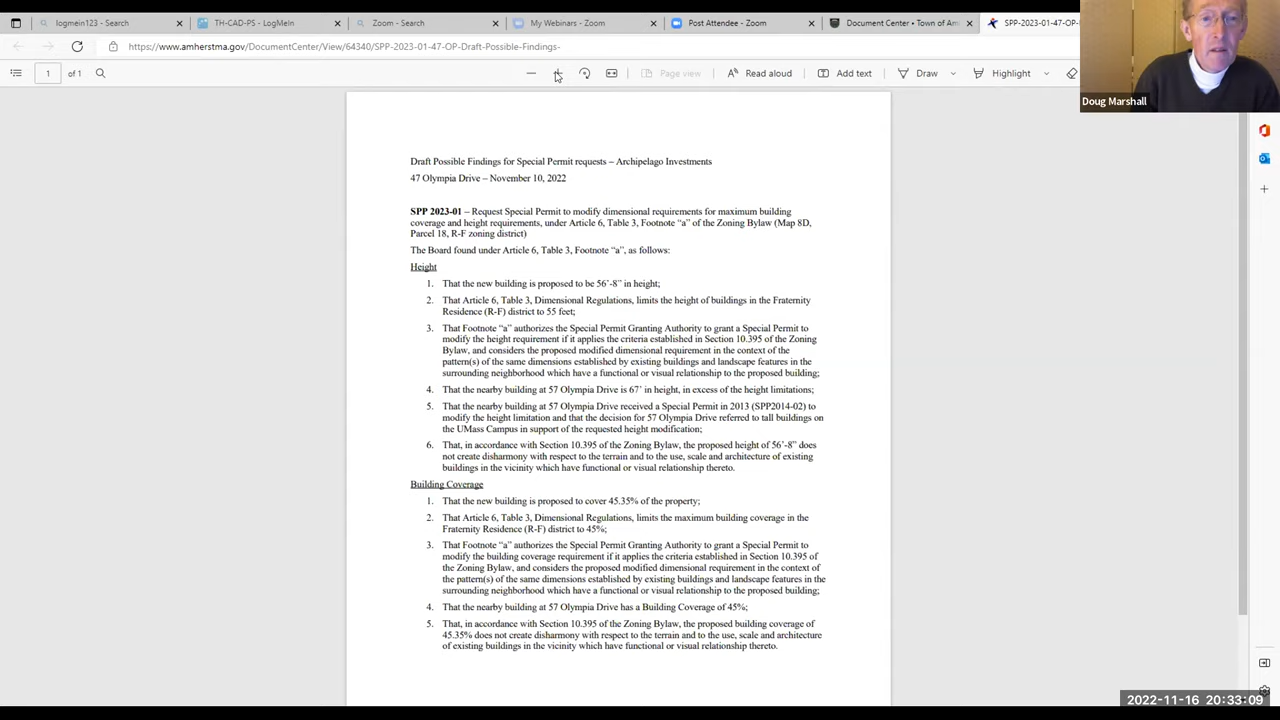 logmein123 - Search
TH-CAD-PS - LogMeIn
Zoom - Search
My Webinars - Zoom
Post Attendee - Zoom
Document Center • Town of Am
SPP-2023-01-47-OP-
https://www.amherstma.gov/DocumentCenter/View/64340/SPP-2023-01-47-OP-Draft-Possible-Findings-
1 of 1
Page view
Read aloud
Add text
Draw
Highlight
Doug Marshall
Draft Possible Findings for Special Permit requests – Archipelago Investments
47 Olympia Drive – November 10, 2022
SPP 2023-01 – Request Special Permit to modify dimensional requirements for maximum building
coverage and height requirements, under Article 6, Table 3, Footnote “a” of the Zoning Bylaw (Map 8D,
Parcel 18, R-F zoning district)
The Board found under Article 6, Table 3, Footnote “a”, as follows:
Height
1. That the new building is proposed to be 56’-8” in height;
2. That Article 6, Table 3, Dimensional Regulations, limits the height of buildings in the Fraternity
Residence (R-F) district to 55 feet;
3. That Footnote “a” authorizes the Special Permit Granting Authority to grant a Special Permit to
modify the height requirement if it applies the criteria established in Section 10.395 of the Zoning
Bylaw, and considers the proposed modified dimensional requirement in the context of the
pattern(s) of the same dimensions established by existing buildings and landscape features in the
surrounding neighborhood which have a functional or visual relationship to the proposed building;
4. That the nearby building at 57 Olympia Drive is 67’ in height, in excess of the height limitations;
5. That the nearby building at 57 Olympia Drive received a Special Permit in 2013 (SPP2014-02) to
modify the height limitation and that the decision for 57 Olympia Drive referred to tall buildings on
the UMass Campus in support of the requested height modification;
6. That, in accordance with Section 10.395 of the Zoning Bylaw, the proposed height of 56’-8” does
not create disharmony with respect to the terrain and to the use, scale and architecture of existing
buildings in the vicinity which have functional or visual relationship thereto.
Building Coverage
1. That the new building is proposed to cover 45.35% of the property;
2. That Article 6, Table 3, Dimensional Regulations, limits the maximum building coverage in the
Fraternity Residence (R-F) district to 45%;
3. That Footnote “a” authorizes the Special Permit Granting Authority to grant a Special Permit to
modify the building coverage requirement if it applies the criteria established in Section 10.395 of
the Zoning Bylaw, and considers the proposed modified dimensional requirement in the context of
the pattern(s) of the same dimensions established by existing buildings and landscape features in the
surrounding neighborhood which have a functional or visual relationship to the proposed building;
4. That the nearby building at 57 Olympia Drive has a Building Coverage of 45%;
5. That, in accordance with Section 10.395 of the Zoning Bylaw, the proposed building coverage of
45.35% does not create disharmony with respect to the terrain and to the use, scale and architecture
of existing buildings in the vicinity which have functional or visual relationship thereto.
2022-11-16 20:33:09